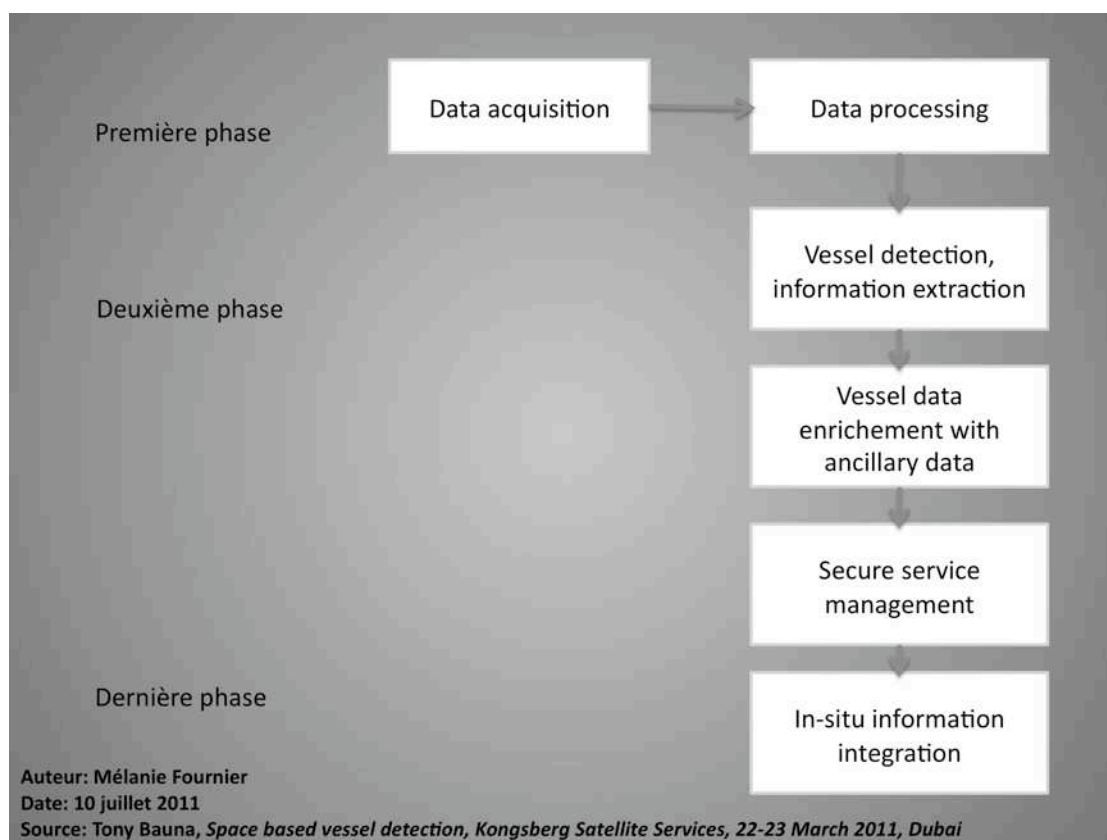 Première phase
Data acquisition
Data processing
Deuxième phase
Vessel detection,
information extraction
Vessel data
enrichement with
ancillary data
Secure service
management
Dernière phase
In-situ information
integration
Auteur: Mélanie Fournier
Date: 10 juillet 2011
Source: Tony Bauna, Space based vessel detection, Kongsberg Satellite Services, 22-23 March 2011, Dubai